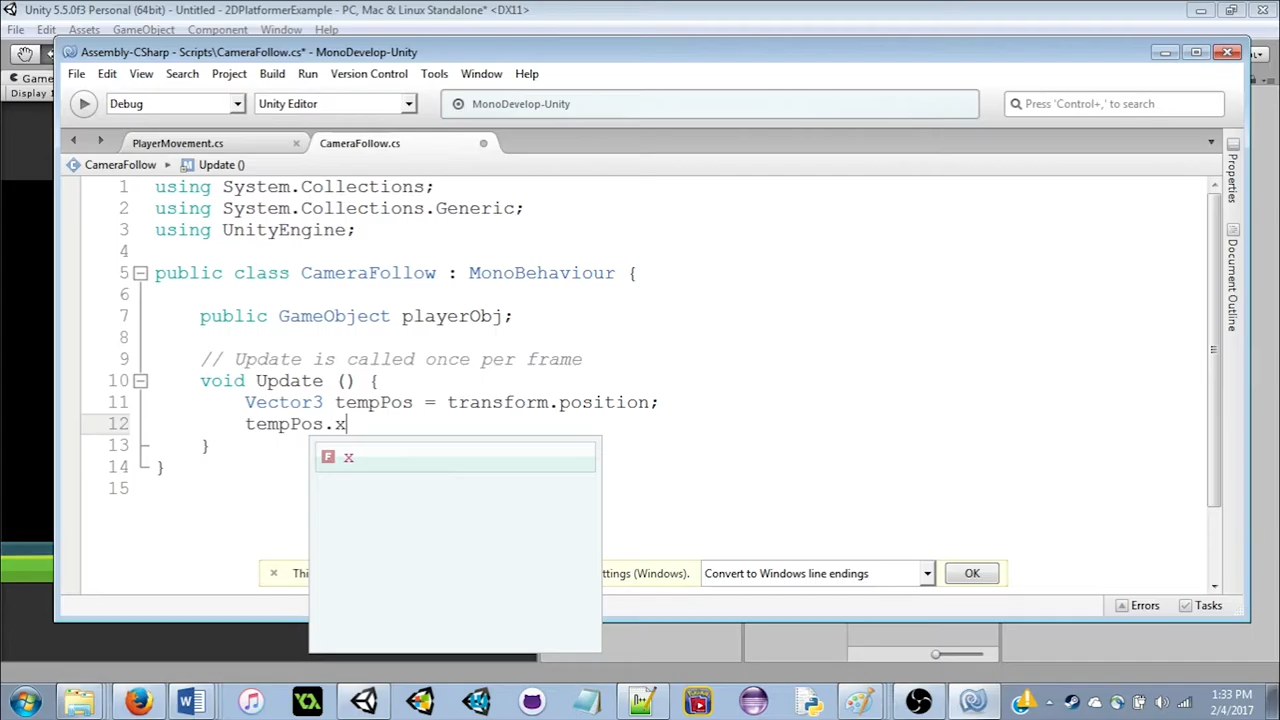 Unity 5.5.0f3 Personal (64bit) - Untitled - 2DPlatformerExample - PC, Mac & Linux Standalone* <DX11>
File Edit Assets GameObject Component Window Help
Game
Display 1
Assembly-CSharp - Scripts\CameraFollow.cs* - MonoDevelop-Unity
File Edit View Search Project Build Run Version Control Tools Window Help
Debug Unity Editor MonoDevelop-Unity Press 'Control+,' to search
PlayerMovement.cs CameraFollow.cs
CameraFollow Update ()
1 using System.Collections;
2 using System.Collections.Generic;
3 using UnityEngine;
4
5 public class CameraFollow : MonoBehaviour {
6
7 public GameObject playerObj;
8
9 // Update is called once per frame
10 void Update () {
11 Vector3 tempPos = transform.position;
12 tempPos.x
13 }
14 }
15
F x
Properties
Document Outline
Thi ttings (Windows). Convert to Windows line endings OK
Errors Tasks
1:33 PM
2/4/2017